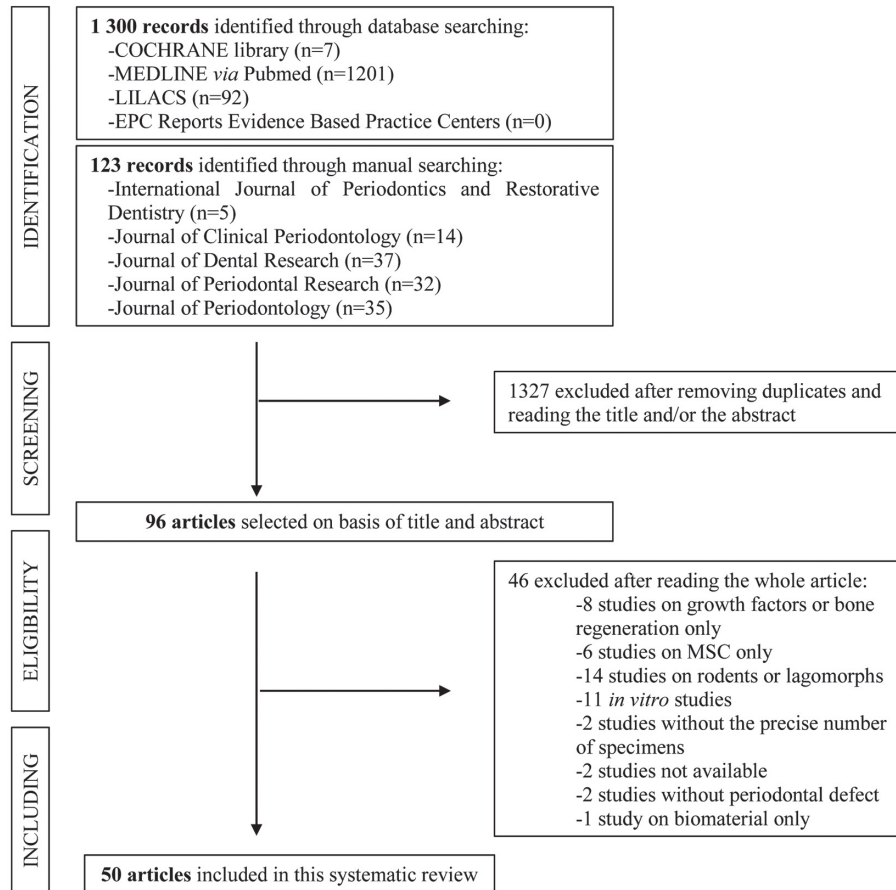 IDENTIFICATION
1 300 records identified through database searching:
-COCHRANE library (n=7)
-MEDLINE via Pubmed (n=1201)
-LILACS (n=92)
-EPC Reports Evidence Based Practice Centers (n=0)
123 records identified through manual searching:
-International Journal of Periodontics and Restorative
Dentistry (n=5)
-Journal of Clinical Periodontology (n=14)
-Journal of Dental Research (n=37)
-Journal of Periodontal Research (n=32)
-Journal of Periodontology (n=35)
SCREENING
1327 excluded after removing duplicates and
reading the title and/or the abstract
96 articles selected on basis of title and abstract
ELIGIBILITY
46 excluded after reading the whole article:
-8 studies on growth factors or bone
regeneration only
-6 studies on MSC only
-14 studies on rodents or lagomorphs
-11 in vitro studies
-2 studies without the precise number
of specimens
-2 studies not available
-2 studies without periodontal defect
-1 study on biomaterial only
INCLUDING
50 articles included in this systematic review